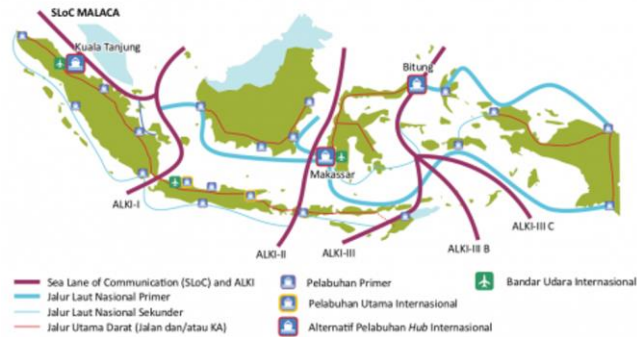 SLoC MALACA
Kuala Tanjung
Bitung
Makassar
ALKI-I
ALKI-II
ALKI-III
ALKI-III B
ALKI-III C
Sea Lane of Communication (SLoC) and ALKI
Jalur Laut Nasional Primer
Jalur Laut Nasional Sekunder
Jalur Utama Darat (Jalan dan/atau KA)
Pelabuhan Primer
Pelabuhan Utama Internasional
Alternatif Pelabuhan Hub Internasional
Bandar Udara Internasional